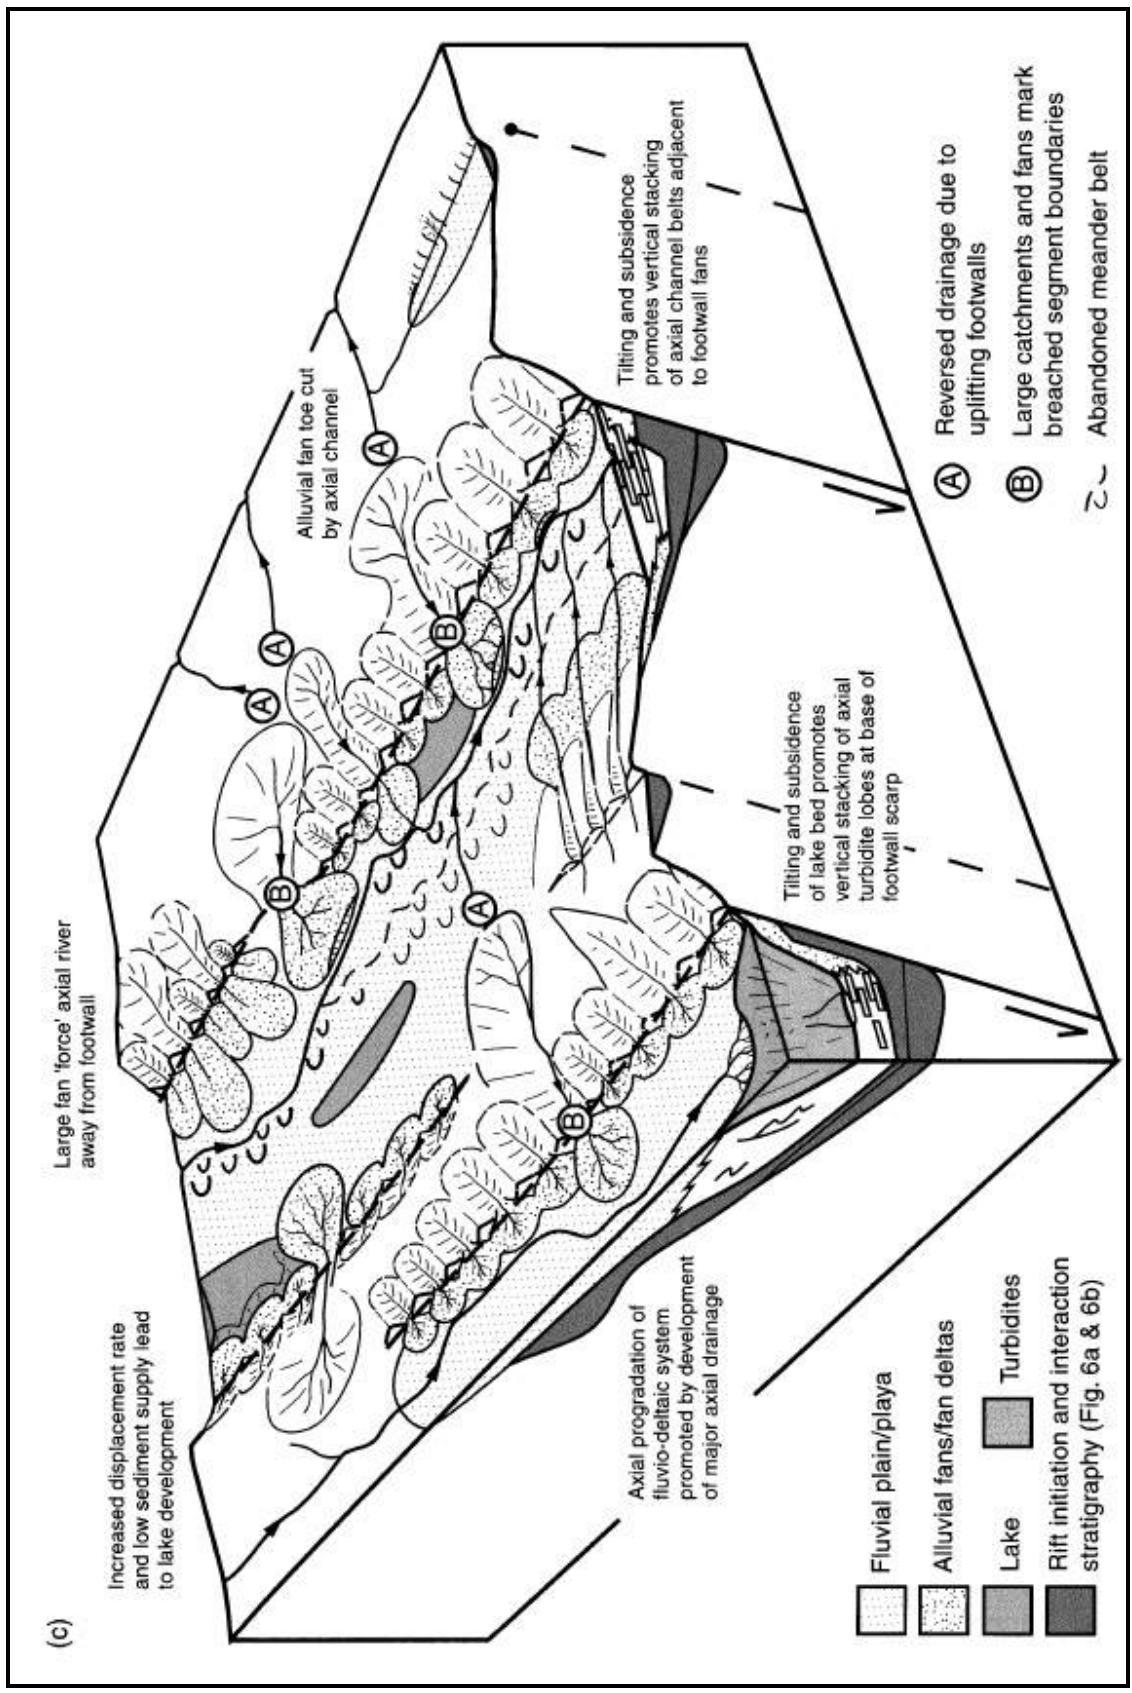 (c)
Increased displacement rate
and low sediment supply lead
to lake development
Large fan 'force' axial river
away from footwall
Alluvial fan toe cut
by axial channel
A
A
A
B
B
A
B
Tilting and subsidence
promotes vertical stacking
of axial channel belts adjacent
to footwall fans
Tilting and subsidence
of lake bed promotes
vertical stacking of axial
turbidite lobes at base of
footwall scarp
Axial progradation of
fluvio-deltaic system
promoted by development
of major axial drainage
Fluvial plain/playa
Alluvial fans/fan deltas
Lake
Turbidites
Rift initiation and interaction
stratigraphy (Fig. 6a & 6b)
A
Reversed drainage due to
uplifting footwalls
B
Large catchments and fans mark
breached segment boundaries
Abandoned meander belt